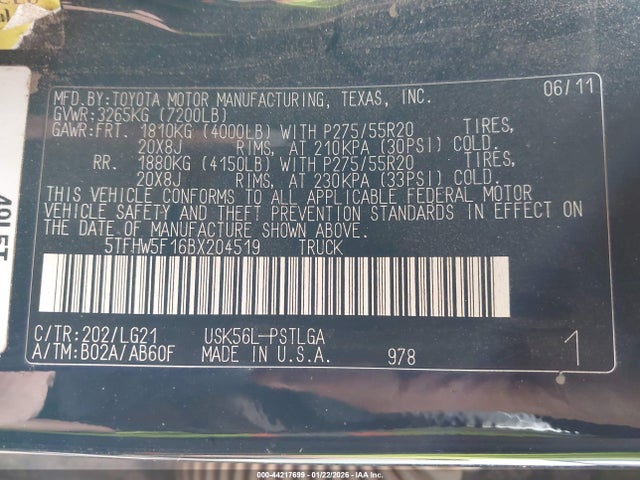 MFD.BY:TOYOTA MOTOR MANUFACTURING, TEXAS, INC. 06/11
GVWR:3265KG (7200LB)
GAWR:FRT. 1810KG (4000LB) WITH P275/55R20 TIRES,
20X8J RIMS, AT 210KPA (30PSI) COLD.
RR. 1880KG (4150LB) WITH P275/55R20 TIRES,
20X8J RIMS, AT 230KPA (33PSI) COLD.
THIS VEHICLE CONFORMS TO ALL APPLICABLE FEDERAL MOTOR
VEHICLE SAFETY AND THEFT PREVENTION STANDARDS IN EFFECT ON
THE DATE OF MANUFACTURE SHOWN ABOVE.
5TFHW5F16BX204519 TRUCK
C/TR:202/LG21 USK56L-PSTLGA
A/TM:B02A/AB60F MADE IN U.S.A. 978 1
000-44217699 - 01/22/2026 - IAA Inc.